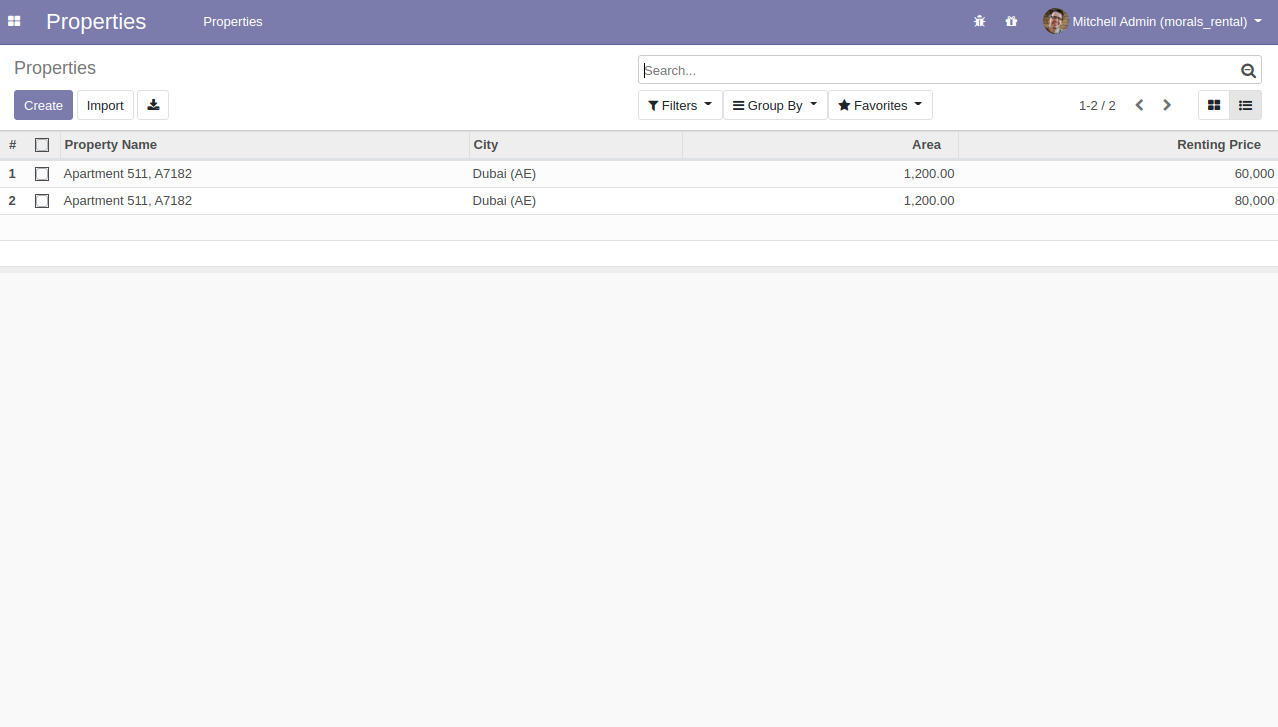 Properties Properties Mitchell Admin (morals_rental)
Properties Search...
Create Import Filters Group By Favorites 1-2 / 2
# Property Name City Area Renting Price
1 Apartment 511, A7182 Dubai (AE) 1,200.00 60,000
2 Apartment 511, A7182 Dubai (AE) 1,200.00 80,000